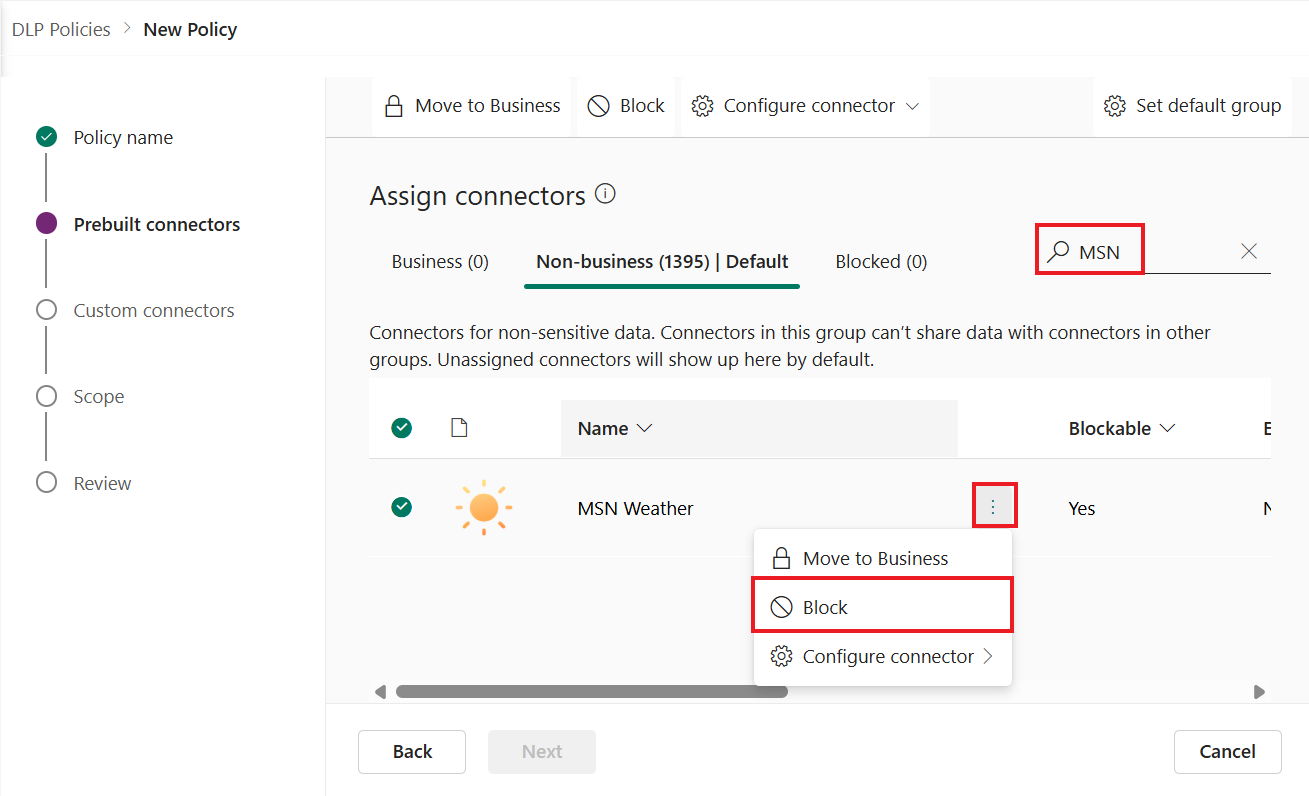 DLP Policies > New Policy
Policy name
Prebuilt connectors
Custom connectors
Scope
Review
Move to Business
Block
Configure connector
Set default group
Assign connectors
Business (0)
Non-business (1395) | Default
Blocked (0)
MSN
Connectors for non-sensitive data. Connectors in this group can’t share data with connectors in other
groups. Unassigned connectors will show up here by default.
Name
Blockable
MSN Weather
Yes
Move to Business
Block
Configure connector
Back
Next
Cancel